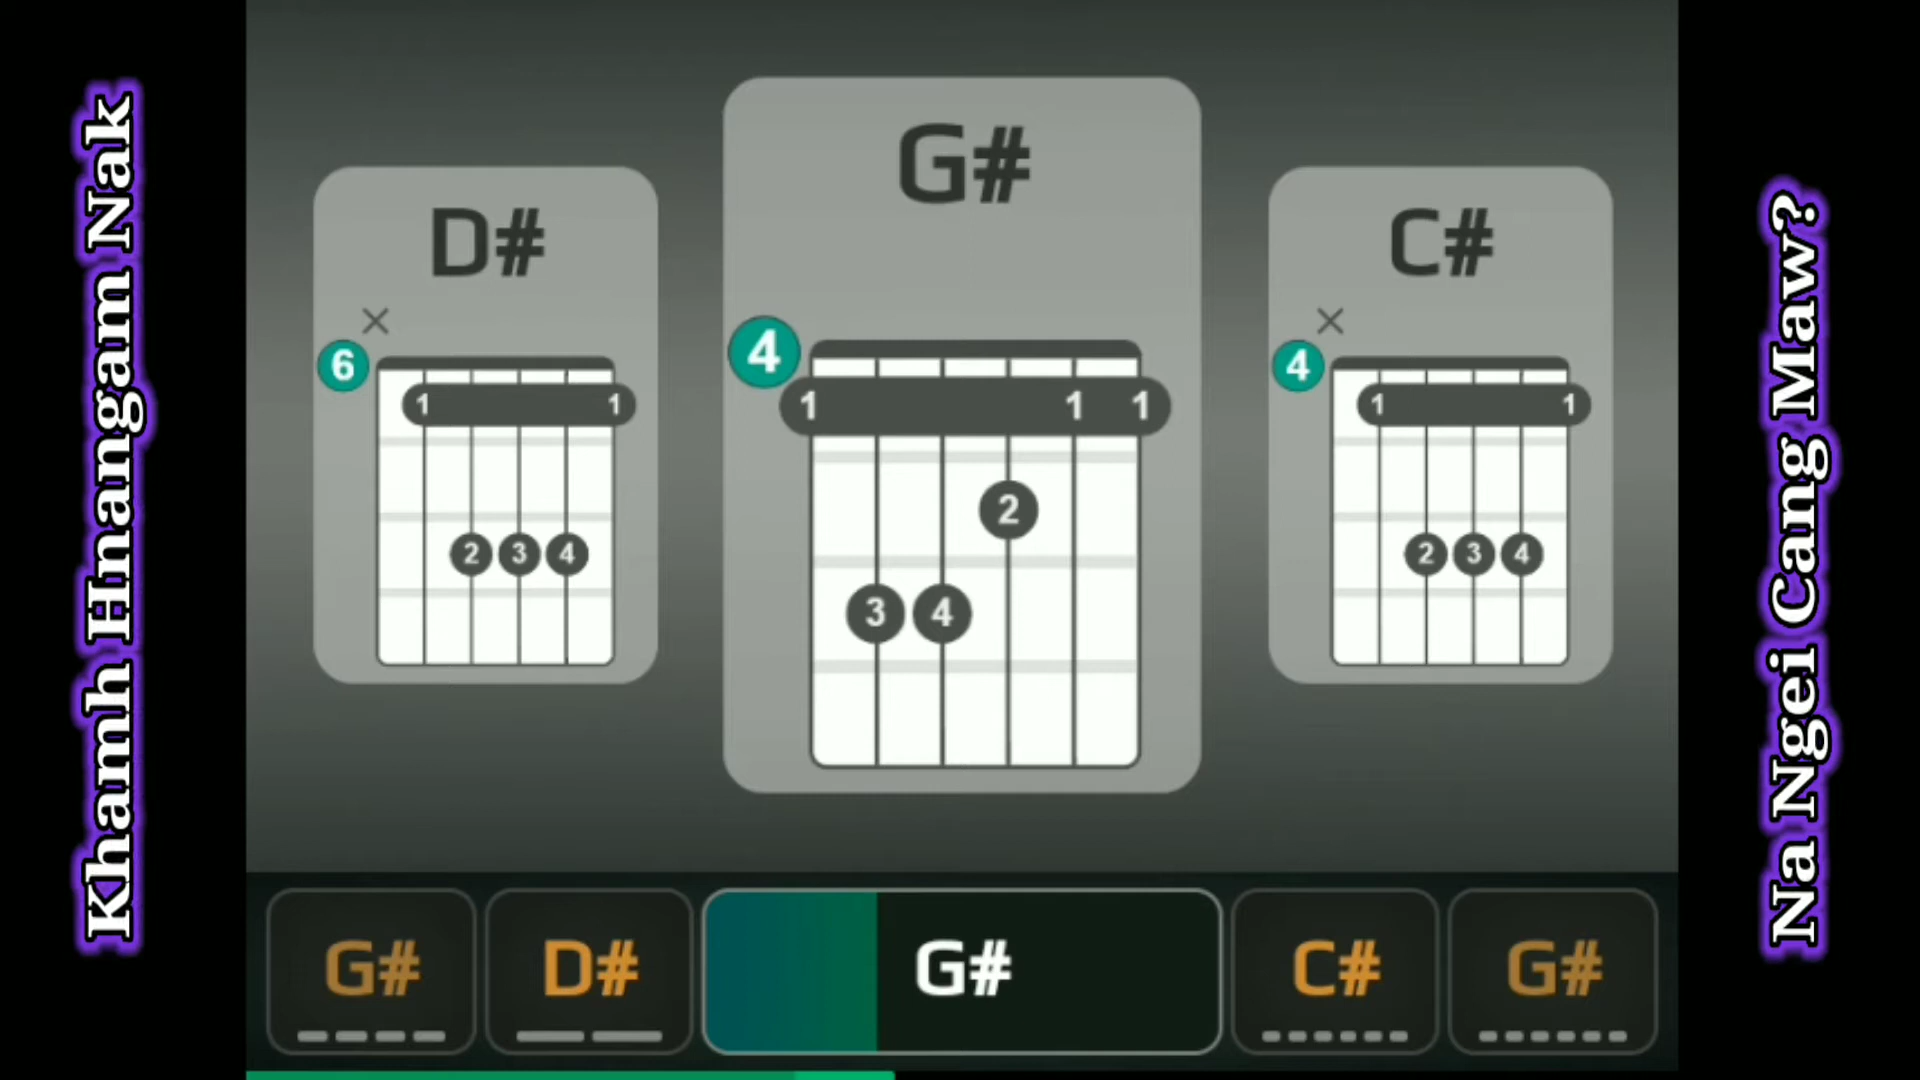 Khamh Hnangam Nak
D#
×
6
1 1
2 3 4
G#
4
1 1 1
2
3 4
C#
×
4
1 1
2 3 4
G# D# G# C# G#
Na Ngei Cang Maw?